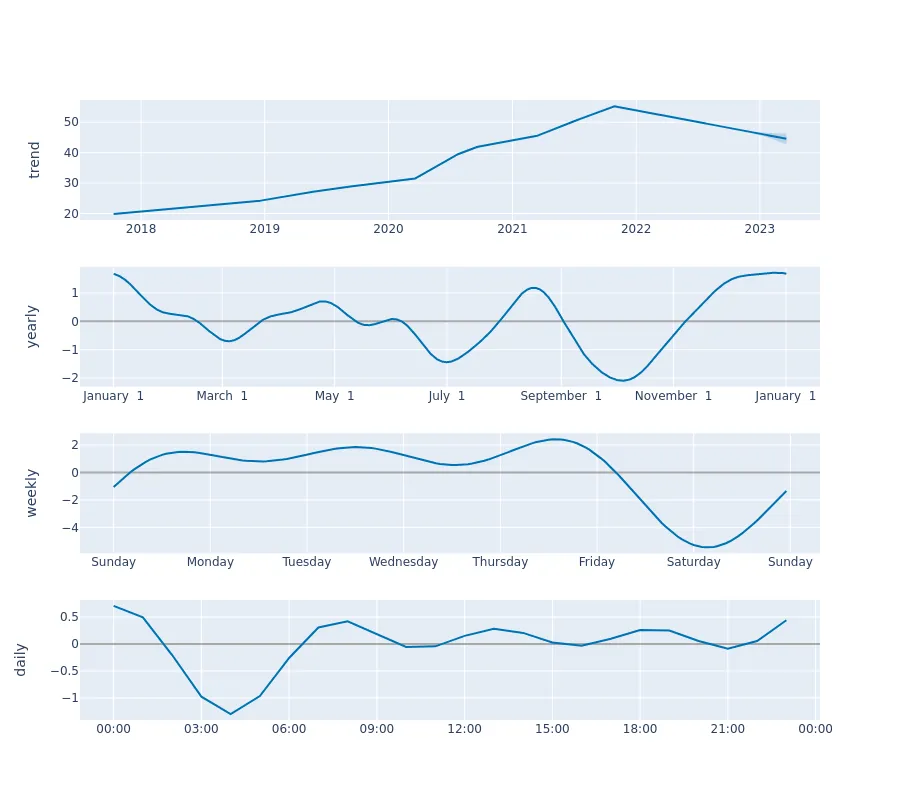 trend
50
40
30
20
2018 2019 2020 2021 2022 2023
yearly
1
0
−1
−2
January 1 March 1 May 1 July 1 September 1 November 1 January 1
weekly
2
0
−2
−4
Sunday Monday Tuesday Wednesday Thursday Friday Saturday Sunday
daily
0.5
0
−0.5
−1
00:00 03:00 06:00 09:00 12:00 15:00 18:00 21:00 00:00